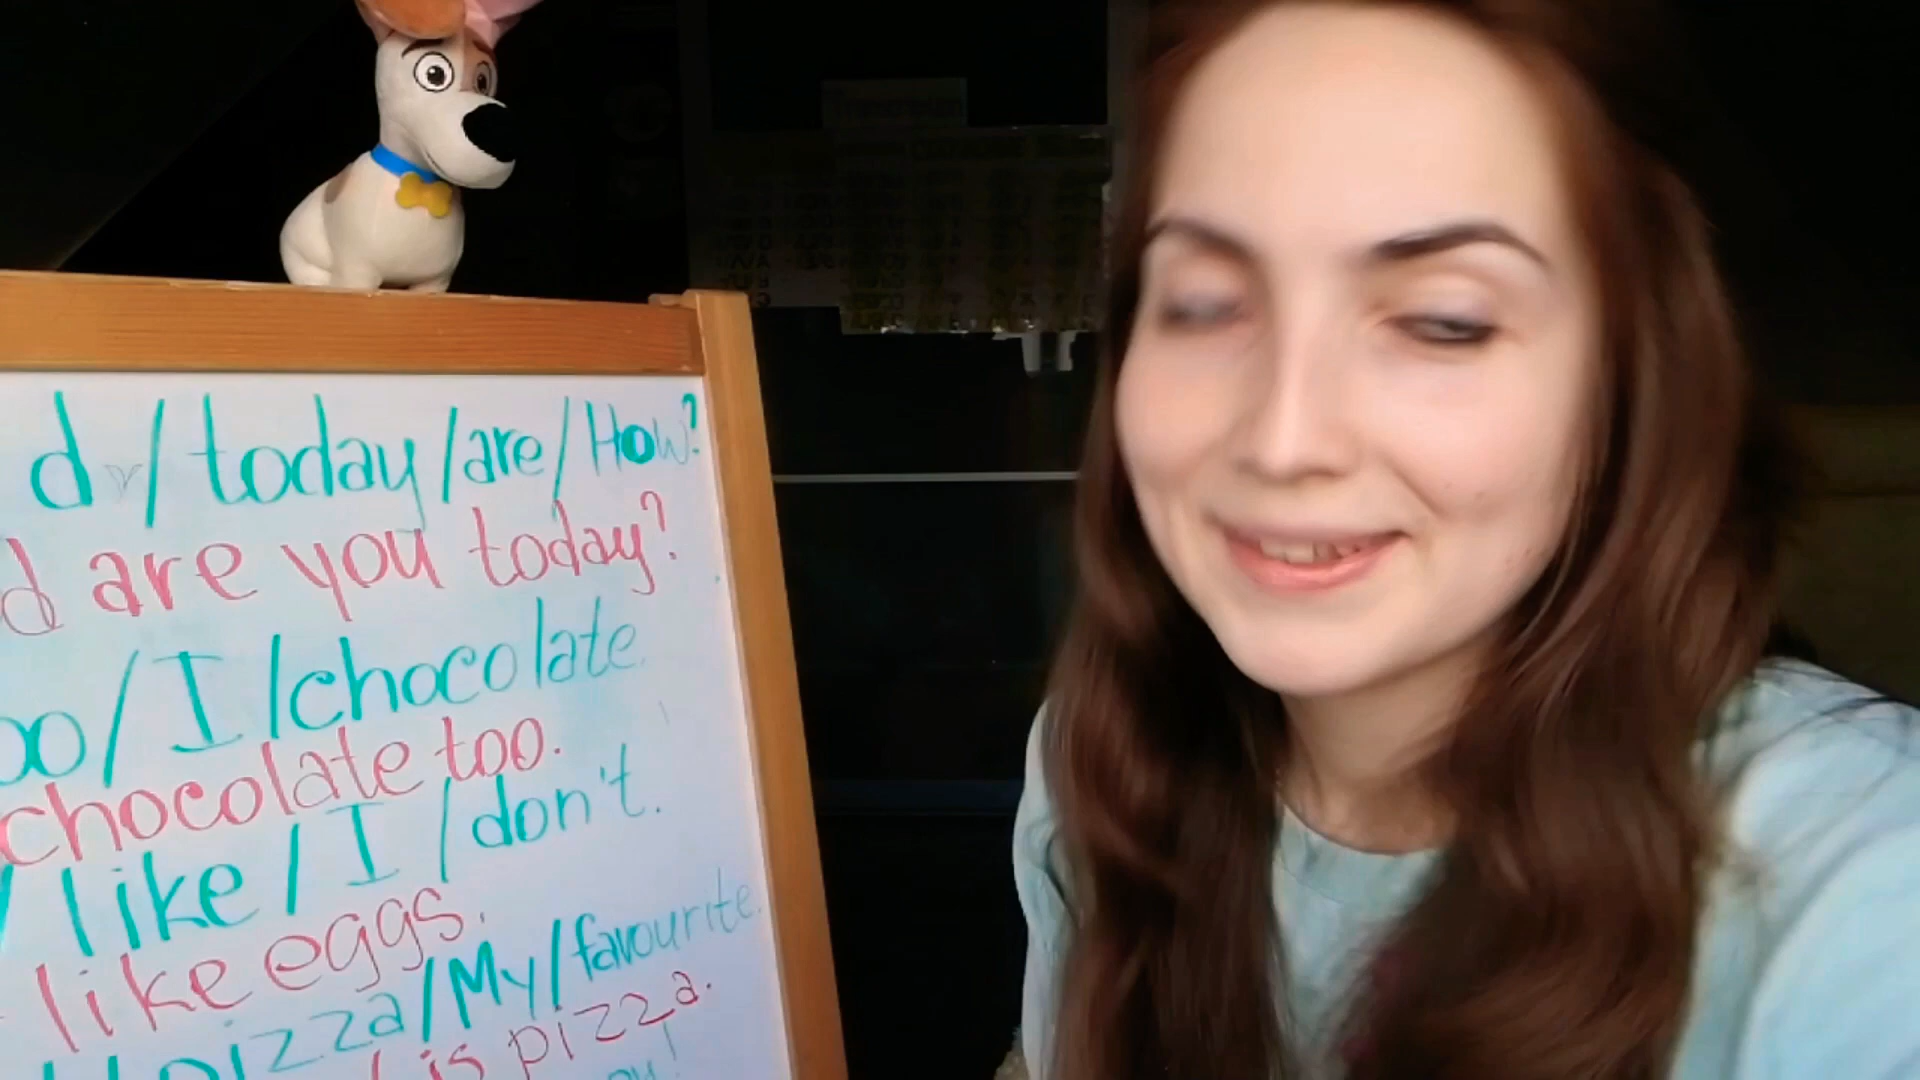 d / today / are / How?
d are you today?
oo / I / chocolate.
chocolate too.
/ like / I / don't.
like eggs.
pizza / My / favourite.
is pizza.